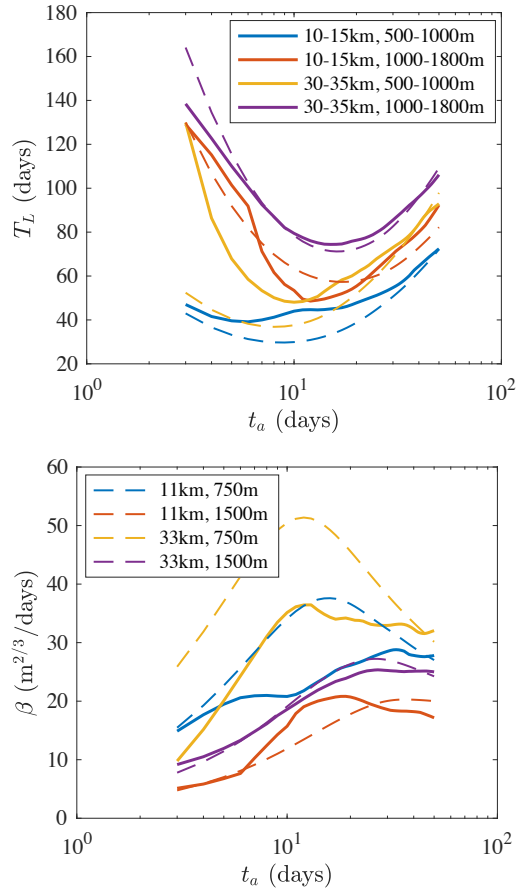 180
160
140
120
100
80
60
40
20
T_L (days)
10-15km, 500-1000m
10-15km, 1000-1800m
30-35km, 500-1000m
30-35km, 1000-1800m
10^0 10^1 10^2
t_a (days)
60
50
40
30
20
10
0
β (m^{2/3}/days)
11km, 750m
11km, 1500m
33km, 750m
33km, 1500m
10^0 10^1 10^2
t_a (days)